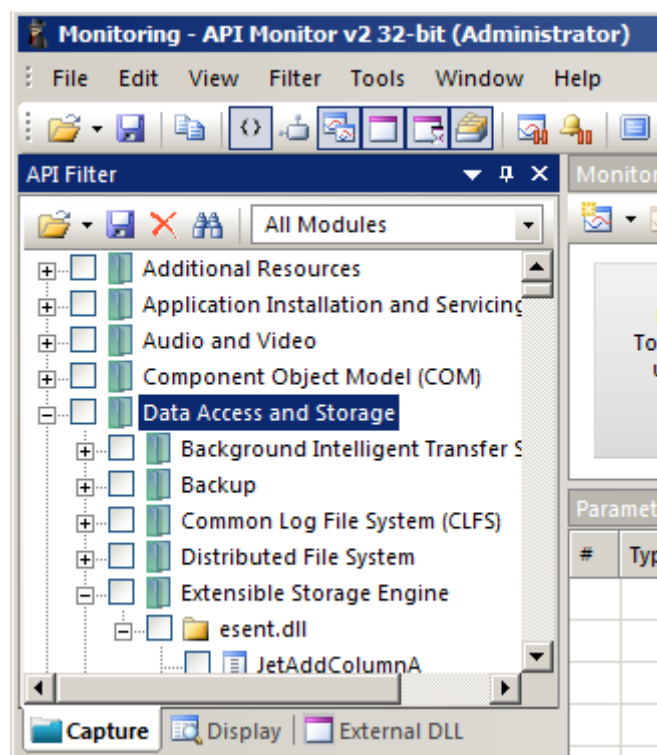 Monitoring - API Monitor v2 32-bit (Administrator)
File Edit View Filter Tools Window Help
API Filter
Monitor
All Modules
Additional Resources
Application Installation and Servicing
Audio and Video
To
Component Object Model (COM)
Data Access and Storage
Background Intelligent Transfer S
Backup
Common Log File System (CLFS)
Paramet
Distributed File System
# Typ
Extensible Storage Engine
esent.dll
JetAddColumnA
Capture Display External DLL